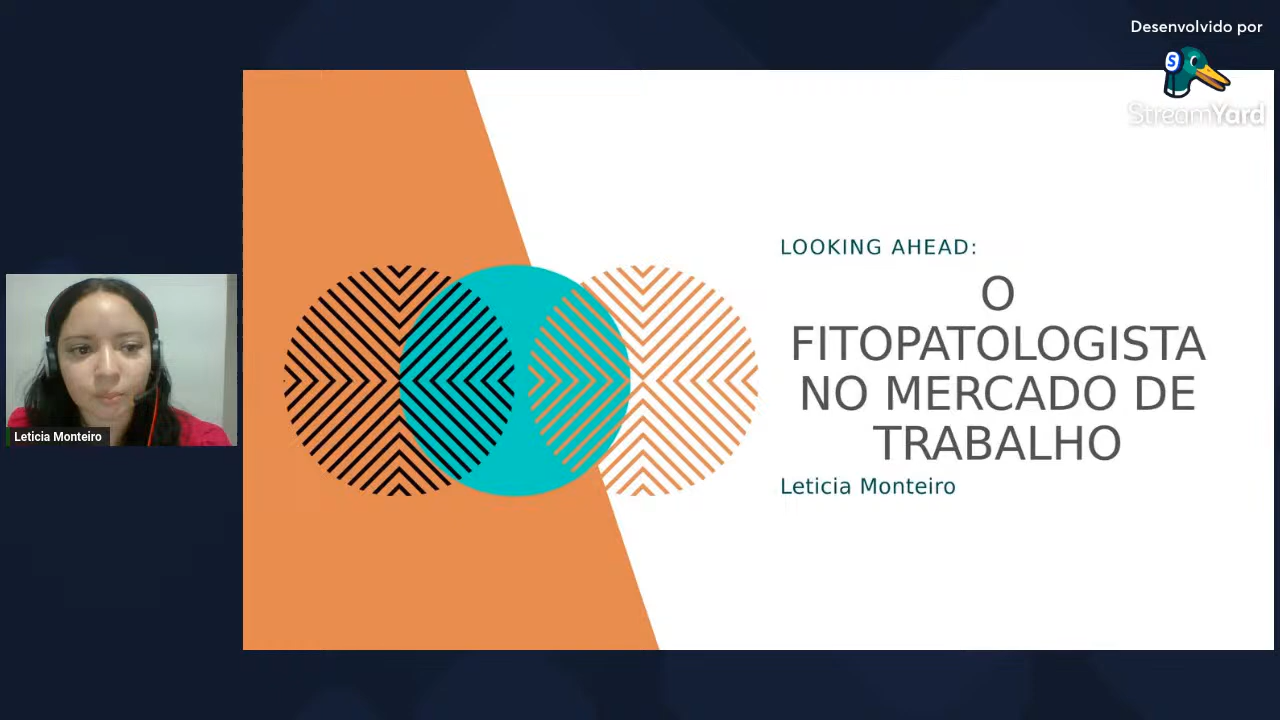 Desenvolvido por
S
StreamYard
LOOKING AHEAD:
O
FITOPATOLOGISTA
NO MERCADO DE
TRABALHO
Leticia Monteiro
Leticia Monteiro